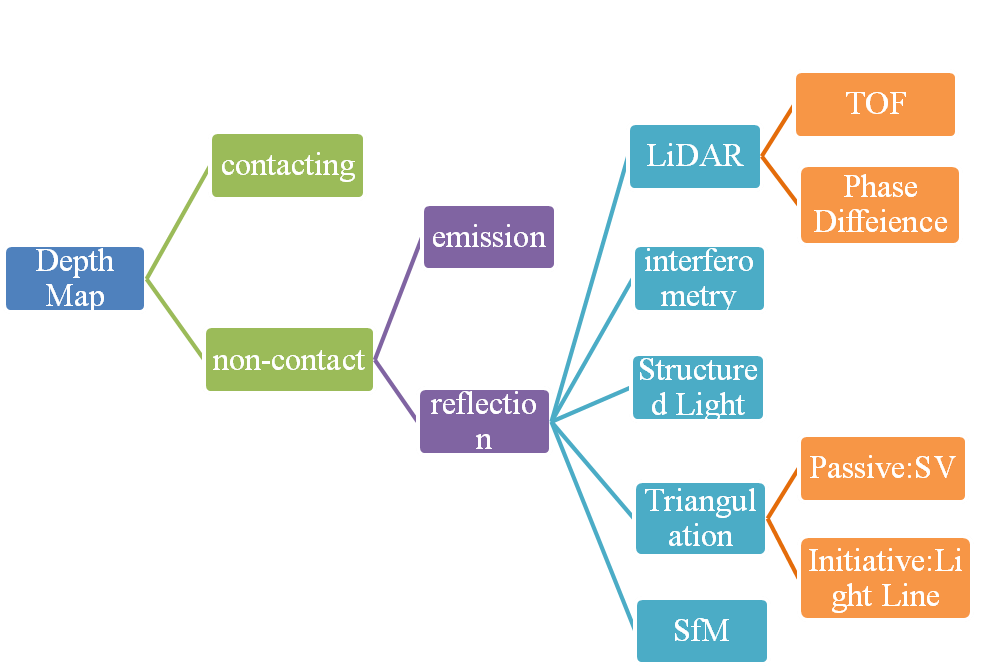 Depth
Map
contacting
non-contact
emission
reflectio
n
LiDAR
interfero
metry
Structure
d Light
Triangul
ation
SfM
TOF
Phase
Diffeience
Passive:SV
Initiative:Li
ght Line